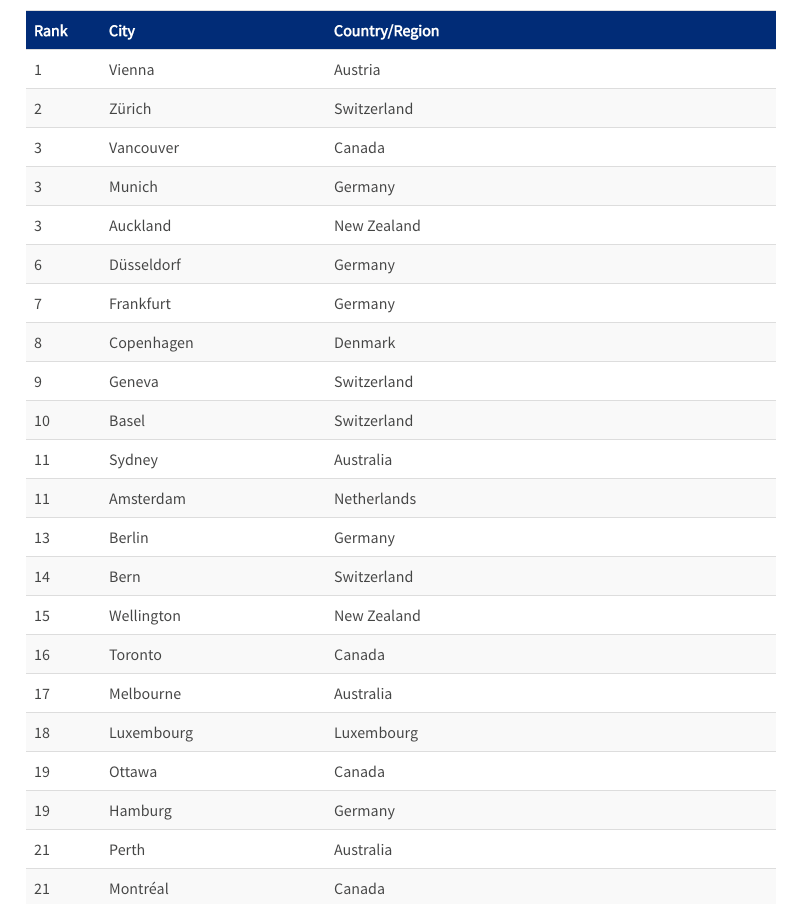 Rank City Country/Region
1 Vienna Austria
2 Zürich Switzerland
3 Vancouver Canada
3 Munich Germany
3 Auckland New Zealand
6 Düsseldorf Germany
7 Frankfurt Germany
8 Copenhagen Denmark
9 Geneva Switzerland
10 Basel Switzerland
11 Sydney Australia
11 Amsterdam Netherlands
13 Berlin Germany
14 Bern Switzerland
15 Wellington New Zealand
16 Toronto Canada
17 Melbourne Australia
18 Luxembourg Luxembourg
19 Ottawa Canada
19 Hamburg Germany
21 Perth Australia
21 Montréal Canada